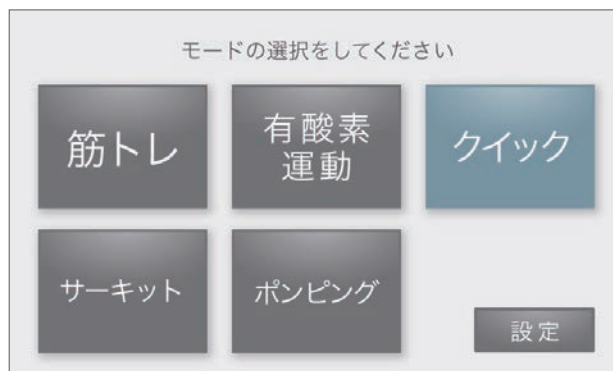 モードの選択をしてください
筋トレ
有酸素
運動
クイック
サーキット
ポンピング
設定